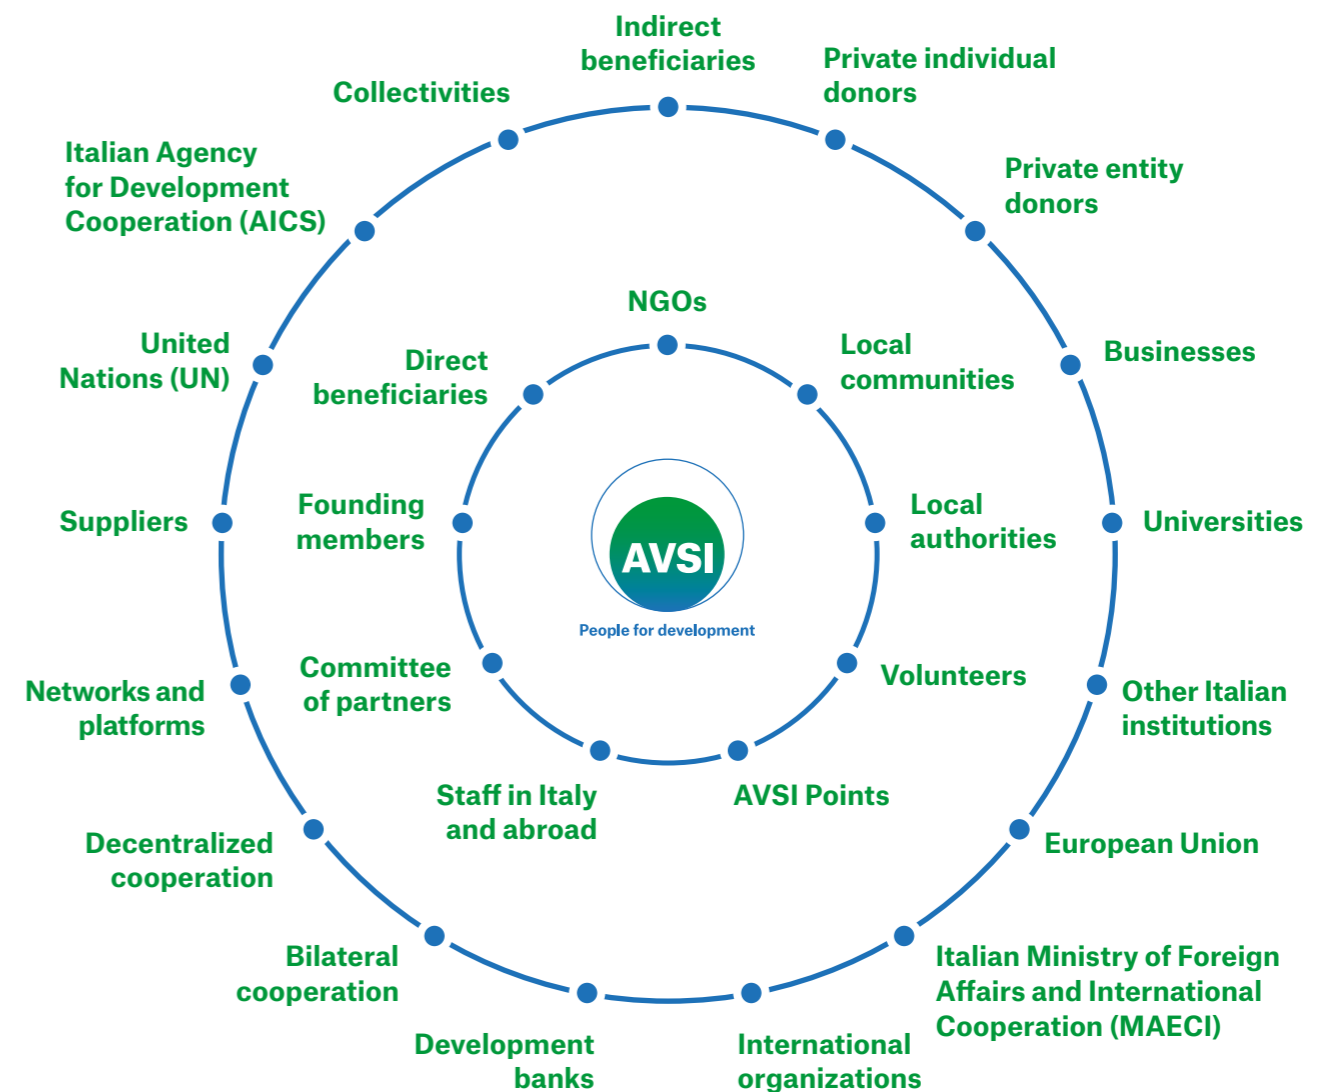 Indirect
beneficiaries
Private individual
donors
Private entity
donors
Businesses
Universities
Other Italian
institutions
European Union
Italian Ministry of Foreign
Affairs and International
Cooperation (MAECI)
International
organizations
Development
banks
Bilateral
cooperation
Decentralized
cooperation
Networks and
platforms
Suppliers
United
Nations (UN)
Italian Agency
for Development
Cooperation (AICS)
Collectivities
NGOs
Local
communities
Local
authorities
Volunteers
AVSI Points
Staff in Italy
and abroad
Committee
of partners
Founding
members
Direct
beneficiaries
AVSI
People for development